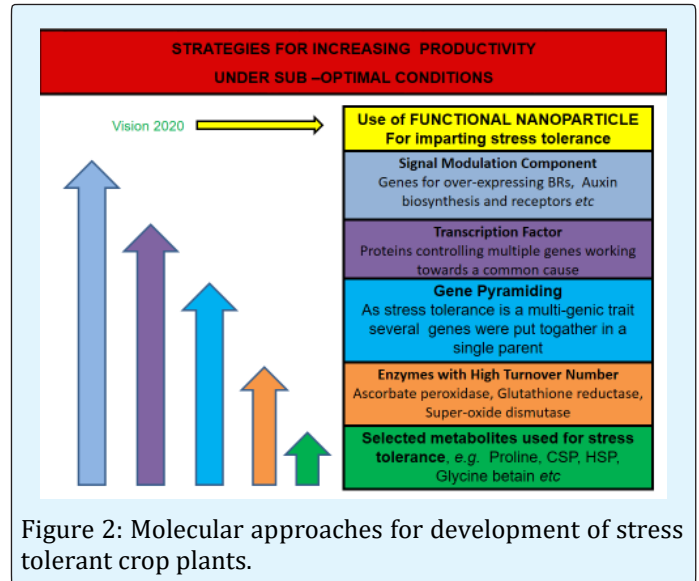 STRATEGIES FOR INCREASING PRODUCTIVITY
UNDER SUB –OPTIMAL CONDITIONS
Vision 2020
Use of FUNCTIONAL NANOPARTICLE
For imparting stress tolerance
Signal Modulation Component
Genes for over-expressing BRs, Auxin
biosynthesis and receptors etc
Transcription Factor
Proteins controlling multiple genes working
towards a common cause
Gene Pyramiding
As stress tolerance is a multi-genic trait
several genes were put togather in a
single parent
Enzymes with High Turnover Number
Ascorbate peroxidase, Glutathione reductase,
Super-oxide dismutase
Selected metabolites used for stress
tolerance, e.g. Proline, CSP, HSP,
Glycine betain etc
Figure 2: Molecular approaches for development of stress
tolerant crop plants.